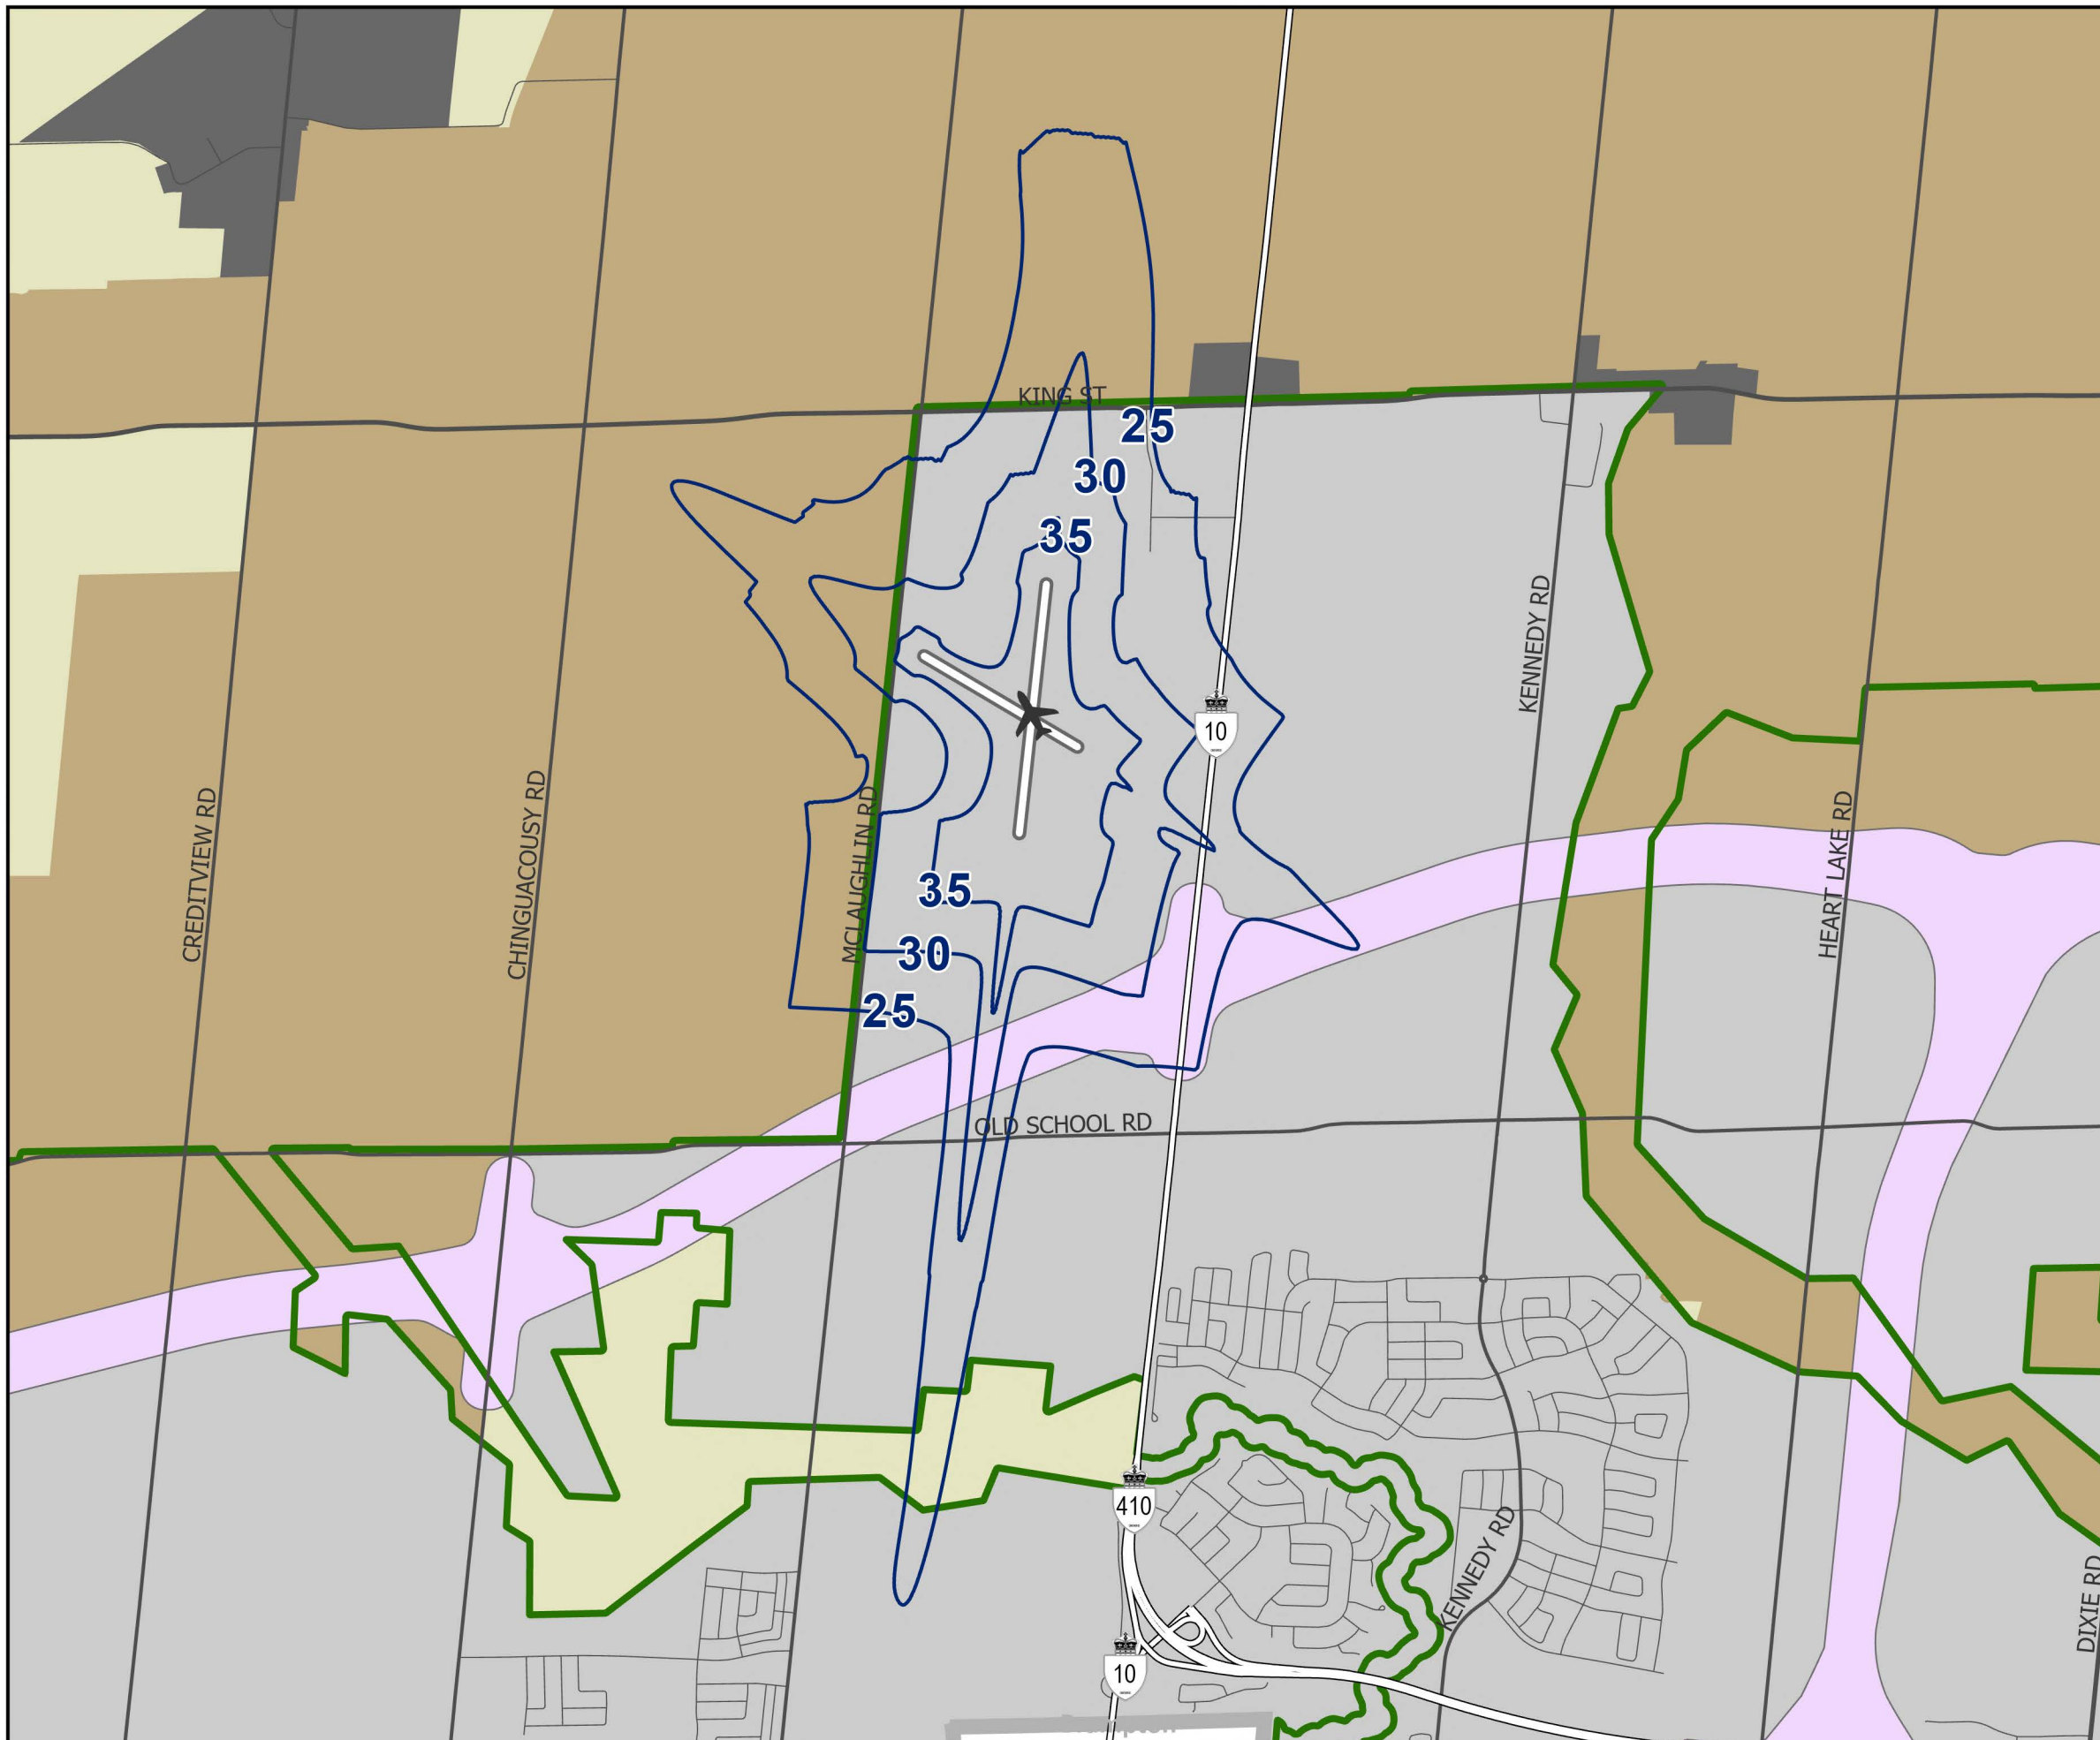 KING ST
25
30
35
KENNEDY RD
10
CREDITVIEW RD
CHINGUACOUSY RD
MCLAUGHLIN RD
HEART LAKE RD
35
30
25
OLD SCHOOL RD
410
KENNEDY RD
DIXIE RD
10